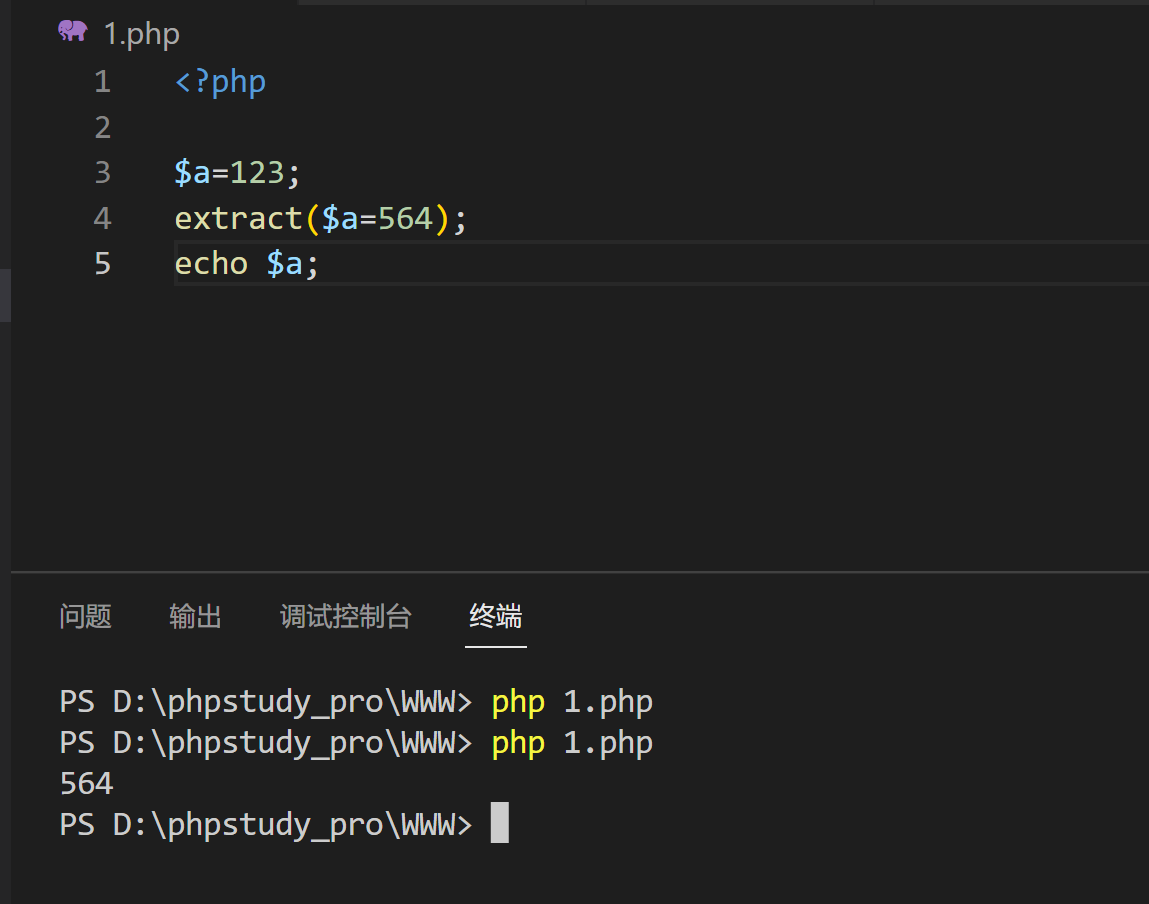 1.php
1 <?php
2
3 $a=123;
4 extract($a=564);
5 echo $a;
问题 输出 调试控制台 终端
PS D:\phpstudy_pro\WWW> php 1.php
PS D:\phpstudy_pro\WWW> php 1.php
564
PS D:\phpstudy_pro\WWW>